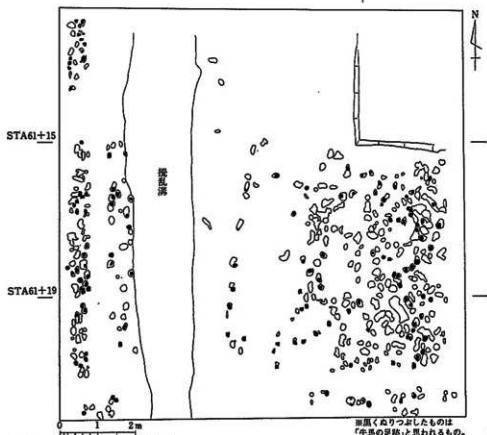 N
STA61+15
攪乱溝
STA61+19
0 1 2m
※黒くぬりつぶしたものは
「牛馬の足跡」と思われるもの。